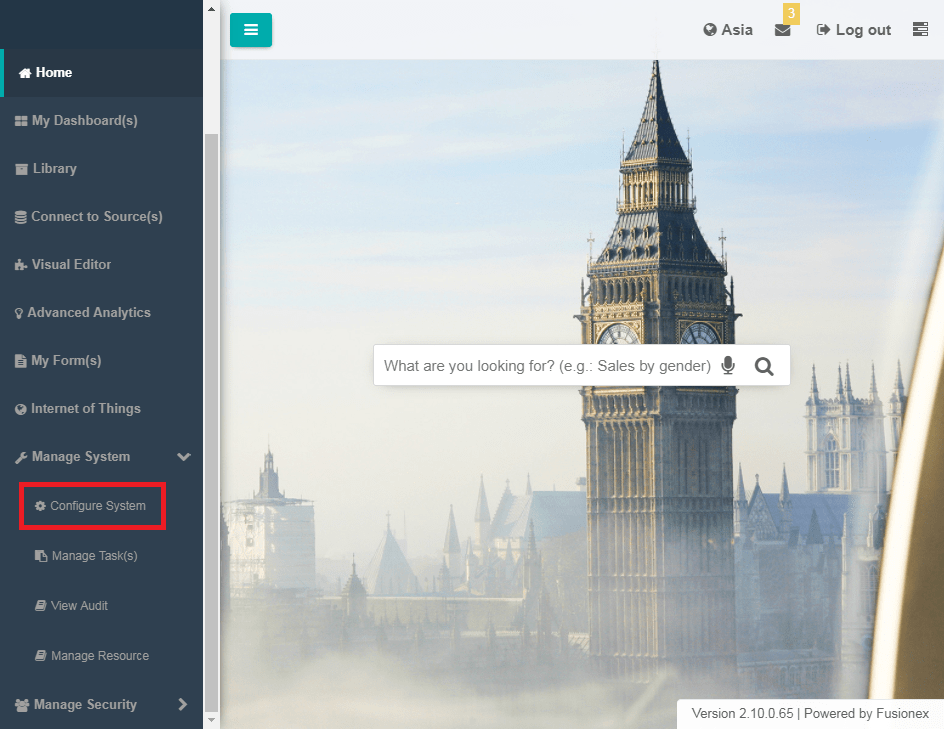 3
Asia
Log out
Home
My Dashboard(s)
Library
Connect to Source(s)
Visual Editor
Advanced Analytics
My Form(s)
Internet of Things
Manage System
Configure System
Manage Task(s)
View Audit
Manage Resource
Manage Security
What are you looking for? (e.g.: Sales by gender)
Version 2.10.0.65 | Powered by Fusionex